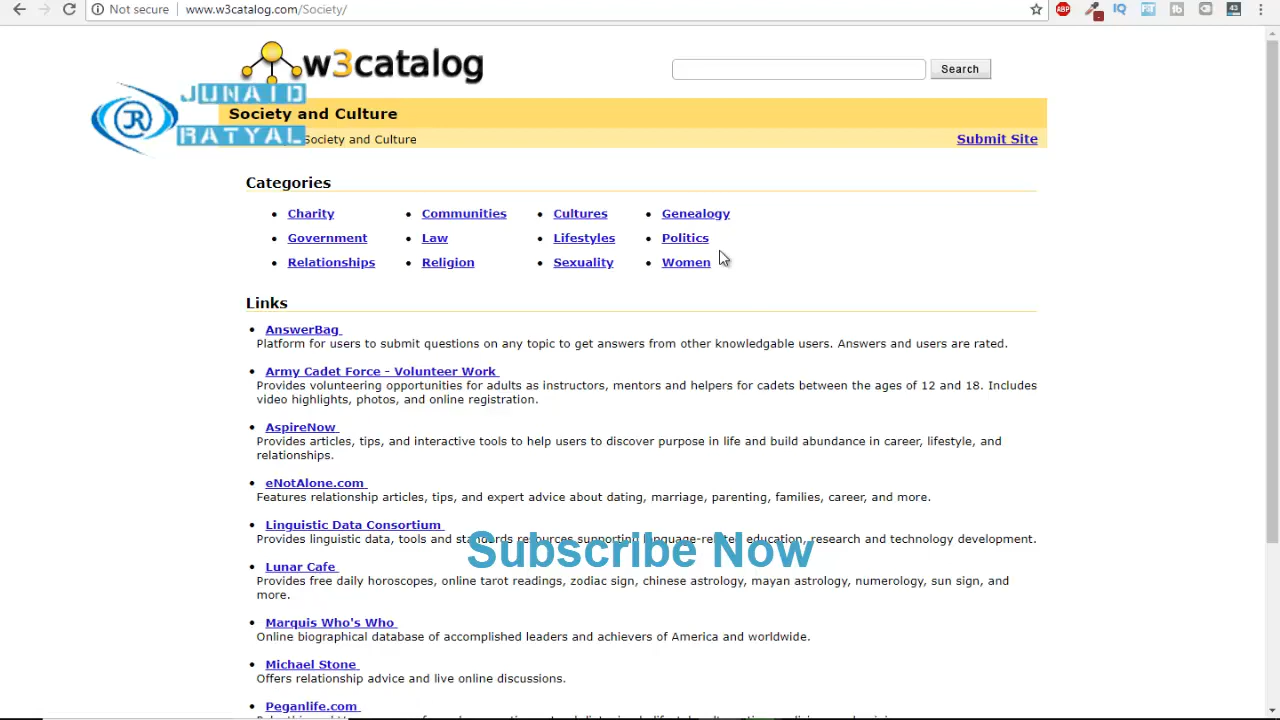 Not secure
www.w3catalog.com/Society/
ABP
IQ
w3catalog
Search
JUNAID
RATYAL
Society and Culture
Society and Culture
Submit Site
Categories
Charity
Communities
Cultures
Genealogy
Government
Law
Lifestyles
Politics
Relationships
Religion
Sexuality
Women
Links
AnswerBag
Platform for users to submit questions on any topic to get answers from other knowledgable users. Answers and users are rated.
Army Cadet Force - Volunteer Work
Provides volunteering opportunities for adults as instructors, mentors and helpers for cadets between the ages of 12 and 18. Includes
video highlights, photos, and online registration.
AspireNow
Provides articles, tips, and interactive tools to help users to discover purpose in life and build abundance in career, lifestyle, and
relationships.
eNotAlone.com
Features relationship articles, tips, and expert advice about dating, marriage, parenting, families, career, and more.
Linguistic Data Consortium
Provides linguistic data, tools and standards resources supporting language-related education, research and technology development.
Subscribe Now
Lunar Cafe
Provides free daily horoscopes, online tarot readings, zodiac sign, chinese astrology, mayan astrology, numerology, sun sign, and
more.
Marquis Who's Who
Online biographical database of accomplished leaders and achievers of America and worldwide.
Michael Stone
Offers relationship advice and live online discussions.
Peganlife.com